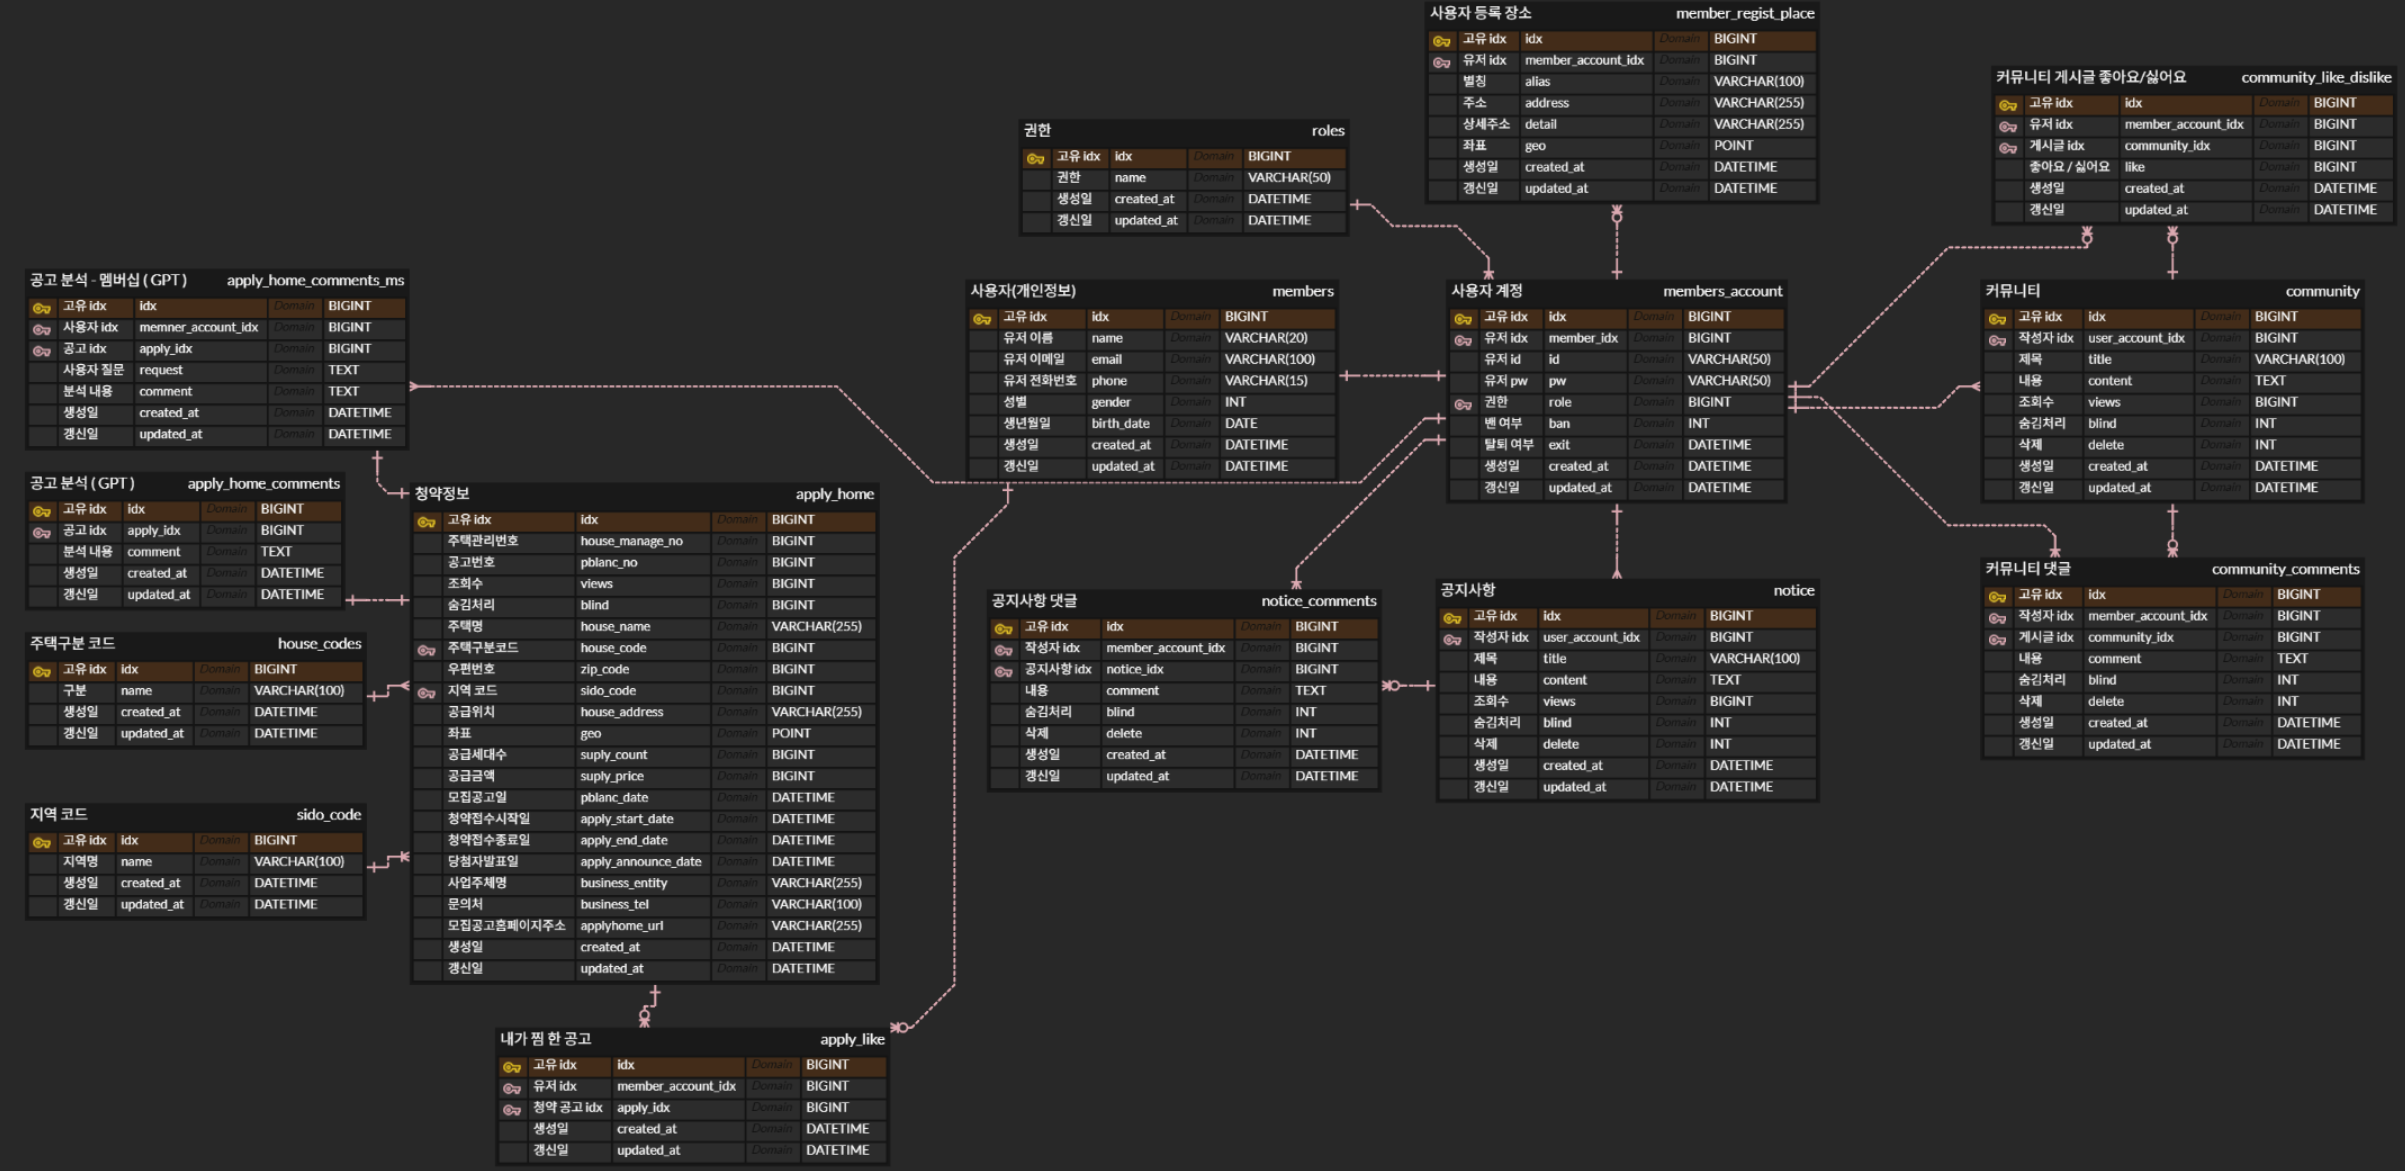 사용자 등록 장소 member_regist_place
고유 idx idx Domain BIGINT
유저 idx member_account_idx Domain BIGINT
별칭 alias Domain VARCHAR(100)
주소 address Domain VARCHAR(255)
상세주소 detail Domain VARCHAR(255)
좌표 geo Domain POINT
생성일 created_at Domain DATETIME
갱신일 updated_at Domain DATETIME
커뮤니티 게시글 좋아요/싫어요 community_like_dislike
고유 idx idx Domain BIGINT
유저 idx member_account_idx Domain BIGINT
게시글 idx community_idx Domain BIGINT
좋아요 / 싫어요 like Domain BIGINT
생성일 created_at Domain DATETIME
갱신일 updated_at Domain DATETIME
권한 roles
고유 idx idx Domain BIGINT
권한 name Domain VARCHAR(50)
생성일 created_at Domain DATETIME
갱신일 updated_at Domain DATETIME
공고 분석 - 멤버십 ( GPT ) apply_home_comments_ms
고유 idx idx Domain BIGINT
사용자 idx memner_account_idx Domain BIGINT
공고 idx apply_idx Domain BIGINT
사용자 질문 request Domain TEXT
분석 내용 comment Domain TEXT
생성일 created_at Domain DATETIME
갱신일 updated_at Domain DATETIME
사용자(개인정보) members
고유 idx idx Domain BIGINT
유저 이름 name Domain VARCHAR(20)
유저 이메일 email Domain VARCHAR(100)
유저 전화번호 phone Domain VARCHAR(15)
성별 gender Domain INT
생년월일 birth_date Domain DATE
생성일 created_at Domain DATETIME
갱신일 updated_at Domain DATETIME
사용자 계정 members_account
고유 idx idx Domain BIGINT
유저 idx member_idx Domain BIGINT
유저 id id Domain VARCHAR(50)
유저 pw pw Domain VARCHAR(50)
권한 role Domain BIGINT
밴 여부 ban Domain INT
탈퇴 여부 exit Domain DATETIME
생성일 created_at Domain DATETIME
갱신일 updated_at Domain DATETIME
커뮤니티 community
고유 idx idx Domain BIGINT
작성자 idx user_account_idx Domain BIGINT
제목 title Domain VARCHAR(100)
내용 content Domain TEXT
조회수 views Domain BIGINT
숨김처리 blind Domain INT
삭제 delete Domain INT
생성일 created_at Domain DATETIME
갱신일 updated_at Domain DATETIME
공고 분석 ( GPT ) apply_home_comments
고유 idx idx Domain BIGINT
공고 idx apply_idx Domain BIGINT
분석 내용 comment Domain TEXT
생성일 created_at Domain DATETIME
갱신일 updated_at Domain DATETIME
청약정보 apply_home
고유 idx idx Domain BIGINT
주택관리번호 house_manage_no Domain BIGINT
공고번호 pblanc_no Domain BIGINT
조회수 views Domain BIGINT
숨김처리 blind Domain BIGINT
주택명 house_name Domain VARCHAR(255)
주택구분코드 house_code Domain BIGINT
우편번호 zip_code Domain BIGINT
지역 코드 sido_code Domain BIGINT
공급위치 house_address Domain VARCHAR(255)
좌표 geo Domain POINT
공급세대수 suply_count Domain BIGINT
공급금액 suply_price Domain BIGINT
모집공고일 pblanc_date Domain DATETIME
청약접수시작일 apply_start_date Domain DATETIME
청약접수종료일 apply_end_date Domain DATETIME
당첨자발표일 apply_announce_date Domain DATETIME
사업주체명 business_entity Domain VARCHAR(255)
문의처 business_tel Domain VARCHAR(100)
모집공고홈페이지주소 applyhome_url Domain VARCHAR(255)
생성일 created_at Domain DATETIME
갱신일 updated_at Domain DATETIME
주택구분 코드 house_codes
고유 idx idx Domain BIGINT
구분 name Domain VARCHAR(100)
생성일 created_at Domain DATETIME
갱신일 updated_at Domain DATETIME
지역 코드 sido_code
고유 idx idx Domain BIGINT
지역명 name Domain VARCHAR(100)
생성일 created_at Domain DATETIME
갱신일 updated_at Domain DATETIME
공지사항 댓글 notice_comments
고유 idx idx Domain BIGINT
작성자 idx member_account_idx Domain BIGINT
공지사항 idx notice_idx Domain BIGINT
내용 comment Domain TEXT
숨김처리 blind Domain INT
삭제 delete Domain INT
생성일 created_at Domain DATETIME
갱신일 updated_at Domain DATETIME
공지사항 notice
고유 idx idx Domain BIGINT
작성자 idx user_account_idx Domain BIGINT
제목 title Domain VARCHAR(100)
내용 content Domain TEXT
조회수 views Domain BIGINT
숨김처리 blind Domain INT
삭제 delete Domain INT
생성일 created_at Domain DATETIME
갱신일 updated_at Domain DATETIME
커뮤니티 댓글 community_comments
고유 idx idx Domain BIGINT
작성자 idx member_account_idx Domain BIGINT
게시글 idx community_idx Domain BIGINT
내용 comment Domain TEXT
숨김처리 blind Domain INT
삭제 delete Domain INT
생성일 created_at Domain DATETIME
갱신일 updated_at Domain DATETIME
내가 찜 한 공고 apply_like
고유 idx idx Domain BIGINT
유저 idx member_account_idx Domain BIGINT
청약 공고 idx apply_idx Domain BIGINT
생성일 created_at Domain DATETIME
갱신일 updated_at Domain DATETIME